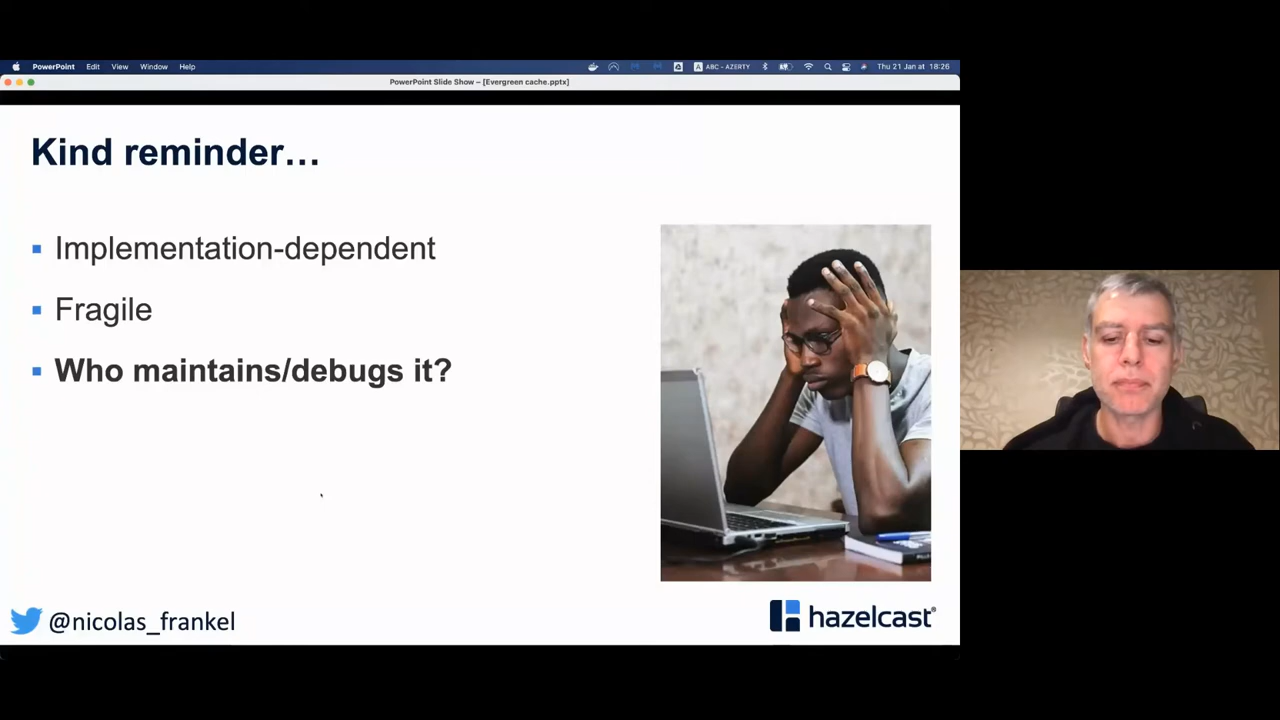 PowerPoint Edit View Window Help ABC - AZERTY Thu 21 Jan at 18:26
PowerPoint Slide Show – [Evergreen cache.pptx]
Kind reminder…
▪ Implementation-dependent
▪ Fragile
▪ Who maintains/debugs it?
@nicolas_frankel
hazelcast®